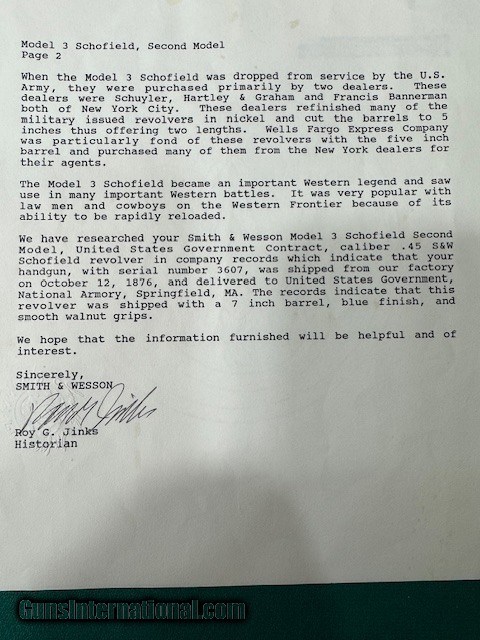 Model 3 Schofield, Second Model
Page 2
When the Model 3 Schofield was dropped from service by the U.S.
Army, they were purchased primarily by two dealers. These
dealers were Schuyler, Hartley & Graham and Francis Bannerman
both of New York City. These dealers refinished many of the
military issued revolvers in nickel and cut the barrels to 5
inches thus offering two lengths. Wells Fargo Express Company
was particularly fond of these revolvers with the five inch
barrel and purchased many of them from the New York dealers for
their agents.
The Model 3 Schofield became an important Western legend and saw
use in many important Western battles. It was very popular with
law men and cowboys on the Western Frontier because of its
ability to be rapidly reloaded.
We have researched your Smith & Wesson Model 3 Schofield Second
Model, United States Government Contract, caliber .45 S&W
Schofield revolver in company records which indicate that your
handgun, with serial number 3607, was shipped from our factory
on October 12, 1876, and delivered to United States Government,
National Armory, Springfield, MA. The records indicate that this
revolver was shipped with a 7 inch barrel, blue finish, and
smooth walnut grips.
We hope that the information furnished will be helpful and of
interest.
Sincerely,
SMITH & WESSON
Roy G. Jinks
Roy G. Jinks
Historian
GunsInternational.com